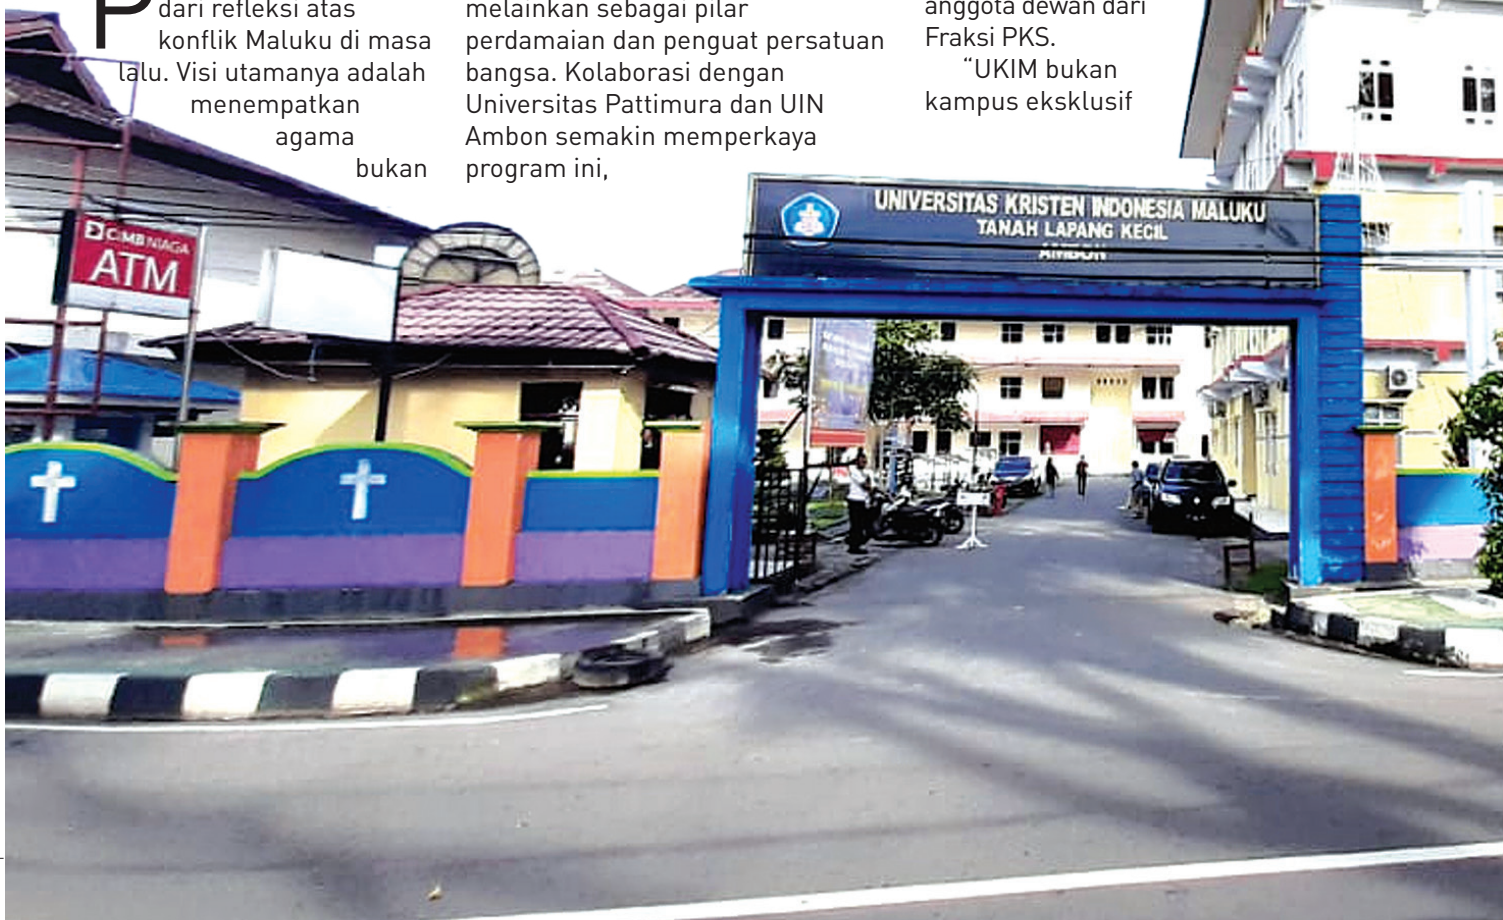 P
dari refleksi atas
konflik Maluku di masa
lalu. Visi utamanya adalah
menempatkan
agama
bukan
melainkan sebagai pilar
perdamaian dan penguat persatuan
bangsa. Kolaborasi dengan
Universitas Pattimura dan UIN
Ambon semakin memperkaya
program ini,
anggota dewan dari
Fraksi PKS.
“UKIM bukan
kampus eksklusif
CIMB NIAGA
ATM
UNIVERSITAS KRISTEN INDONESIA MALUKU
TANAH LAPANG KECIL
AMBON